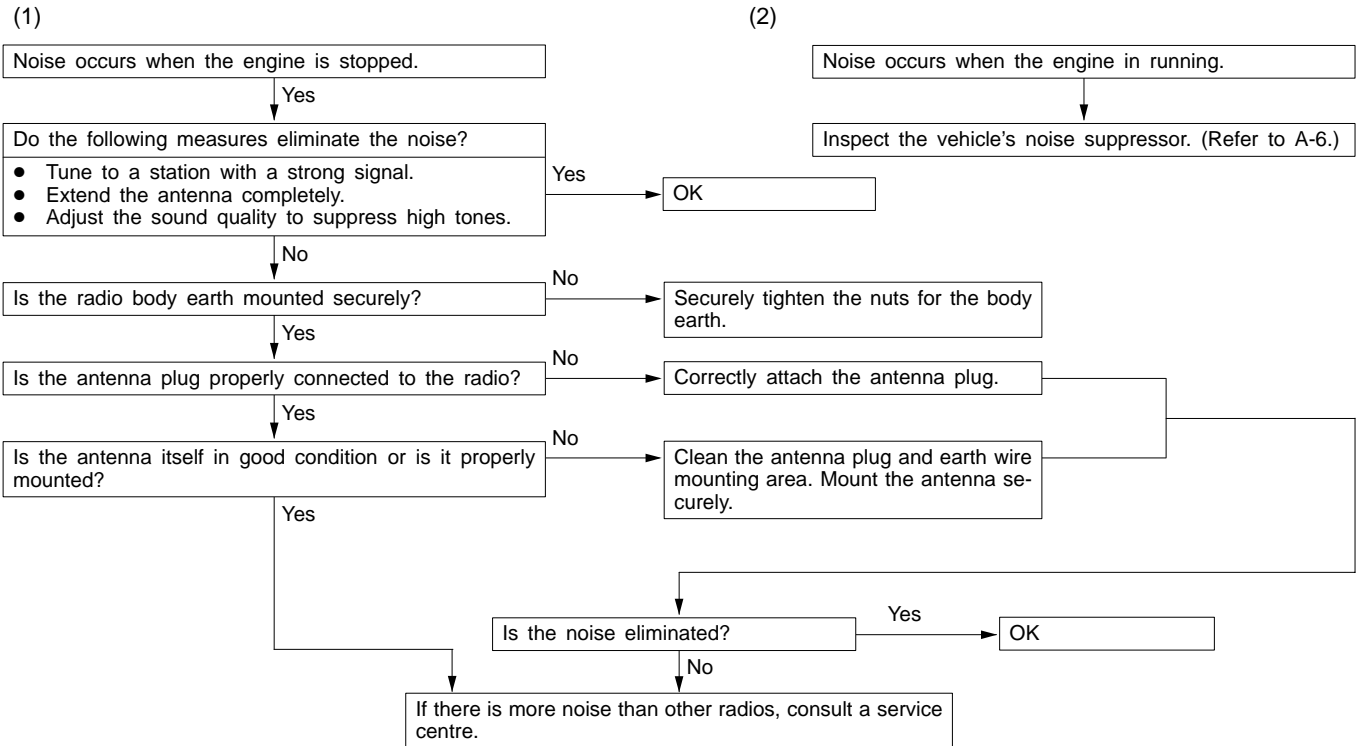 (1)
(2)
Noise occurs when the engine is stopped.
Noise occurs when the engine in running.
Yes
Do the following measures eliminate the noise?
Inspect the vehicle's noise suppressor. (Refer to A-6.)
● Tune to a station with a strong signal.
● Extend the antenna completely.
● Adjust the sound quality to suppress high tones.
Yes
OK
No
Is the radio body earth mounted securely?
No
Securely tighten the nuts for the body
earth.
Yes
Is the antenna plug properly connected to the radio?
No
Correctly attach the antenna plug.
Yes
Is the antenna itself in good condition or is it properly
mounted?
No
Clean the antenna plug and earth wire
mounting area. Mount the antenna se-
curely.
Yes
Is the noise eliminated?
Yes
OK
No
If there is more noise than other radios, consult a service
centre.